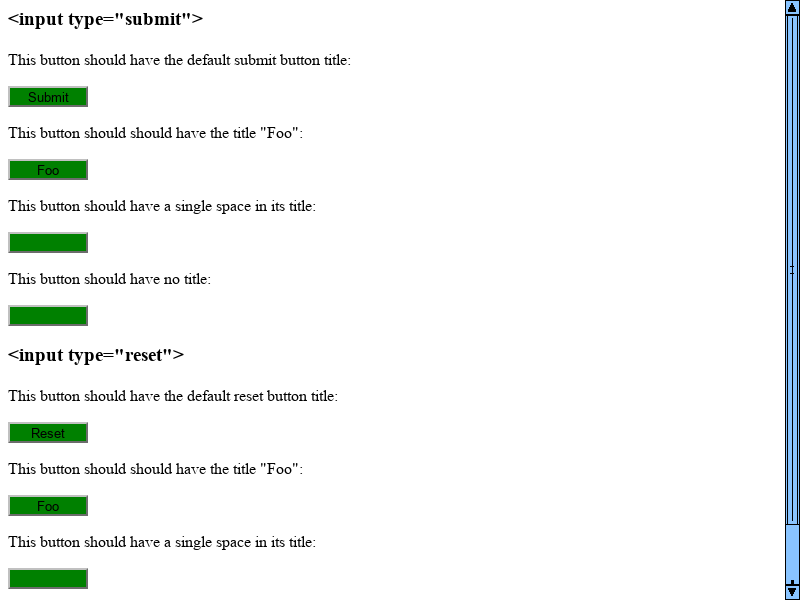 <input type="submit">
This button should have the default submit button title:
Submit
This button should should have the title "Foo":
Foo
This button should have a single space in its title:
This button should have no title:
<input type="reset">
This button should have the default reset button title:
Reset
This button should should have the title "Foo":
Foo
This button should have a single space in its title: